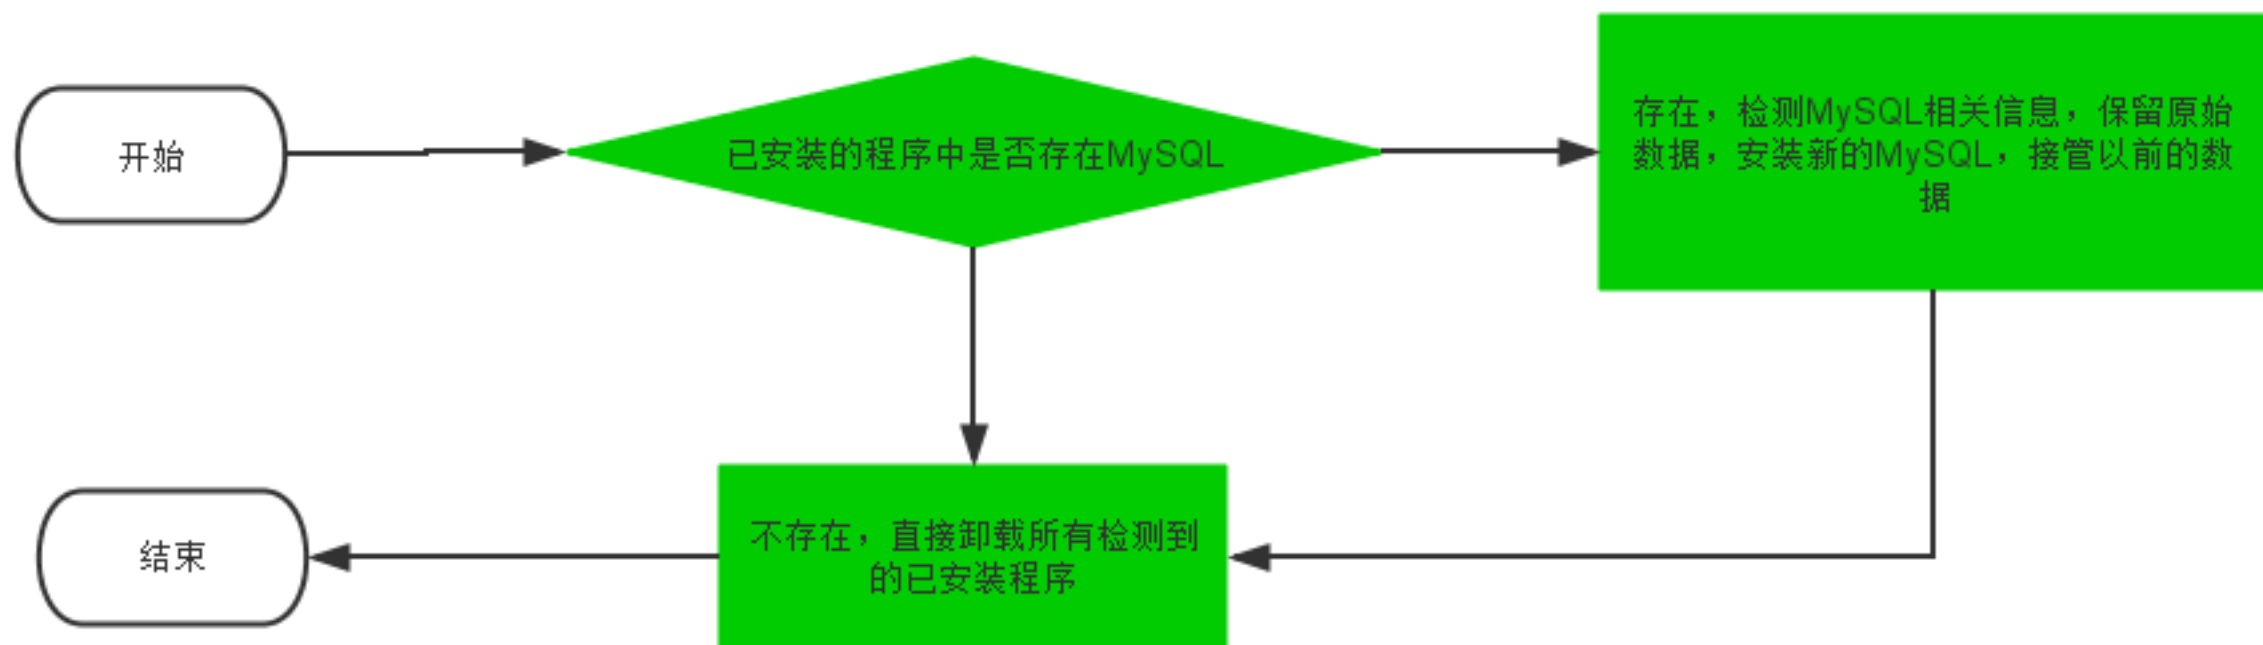 开始
已安装的程序中是否存在MySQL
存在，检测MySQL相关信息，保留原始
数据，安装新的MySQL，接管以前的数
据
不存在，直接卸载所有检测到
的已安装程序
结束